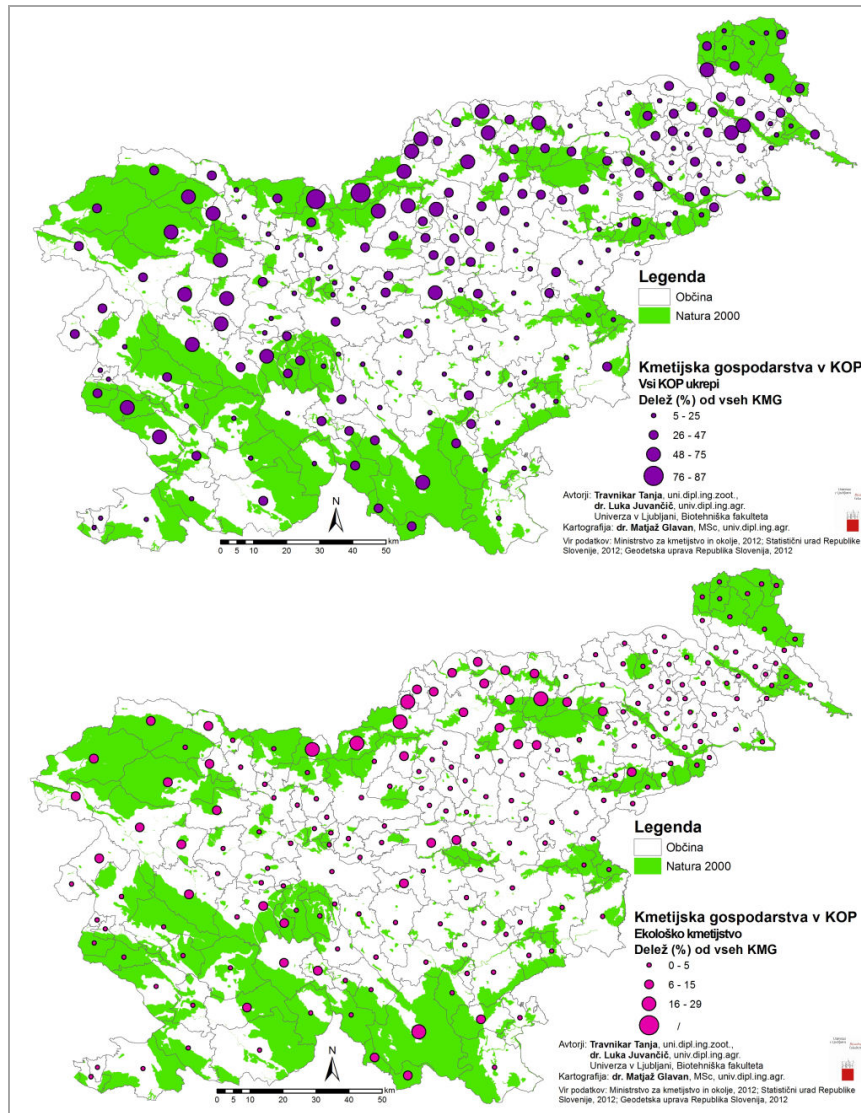 Legenda
Občina
Natura 2000
Kmetijska gospodarstva v KOP
Vsi KOP ukrepi
Delež (%) od vseh KMG
5 - 25
26 - 47
48 - 75
76 - 87
N
0 5 10 20 30 40 50
km
Avtorji: Travnikar Tanja, uni.dipl.ing.zoot.,
dr. Luka Juvančič, univ.dipl.ing.agr.
Univerza v Ljubljani, Biotehniška fakulteta
Kartografija: dr. Matjaž Glavan, MSc, univ.dipl.ing.agr.
Vir podatkov: Ministrstvo za kmetijstvo in okolje, 2012; Statistični urad Republike
Slovenije, 2012; Geodetska uprava Republika Slovenija, 2012
Legenda
Občina
Natura 2000
Kmetijska gospodarstva v KOP
Ekološko kmetijstvo
Delež (%) od vseh KMG
0 - 5
6 - 15
16 - 29
/
N
0 5 10 20 30 40 50
km
Avtorji: Travnikar Tanja, uni.dipl.ing.zoot.,
dr. Luka Juvančič, univ.dipl.ing.agr.
Univerza v Ljubljani, Biotehniška fakulteta
Kartografija: dr. Matjaž Glavan, MSc, univ.dipl.ing.agr.
Vir podatkov: Ministrstvo za kmetijstvo in okolje, 2012; Statistični urad Republike
Slovenije, 2012; Geodetska uprava Republika Slovenija, 2012